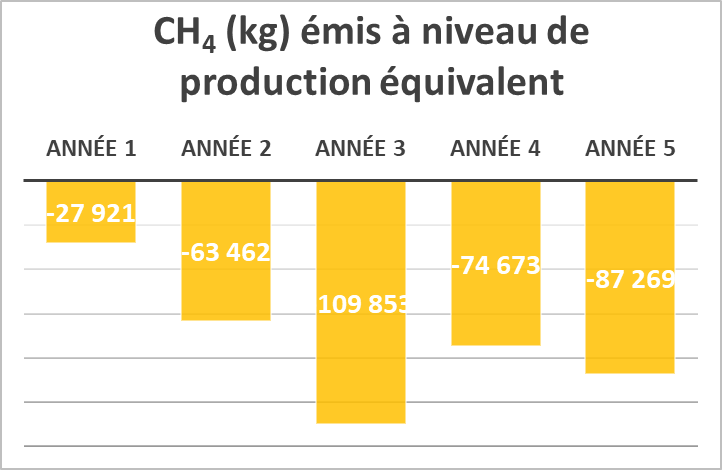 CH4 (kg) émis à niveau de
production équivalent
ANNÉE 1 ANNÉE 2 ANNÉE 3 ANNÉE 4 ANNÉE 5
-27 921
-63 462
109 853
-74 673
-87 269